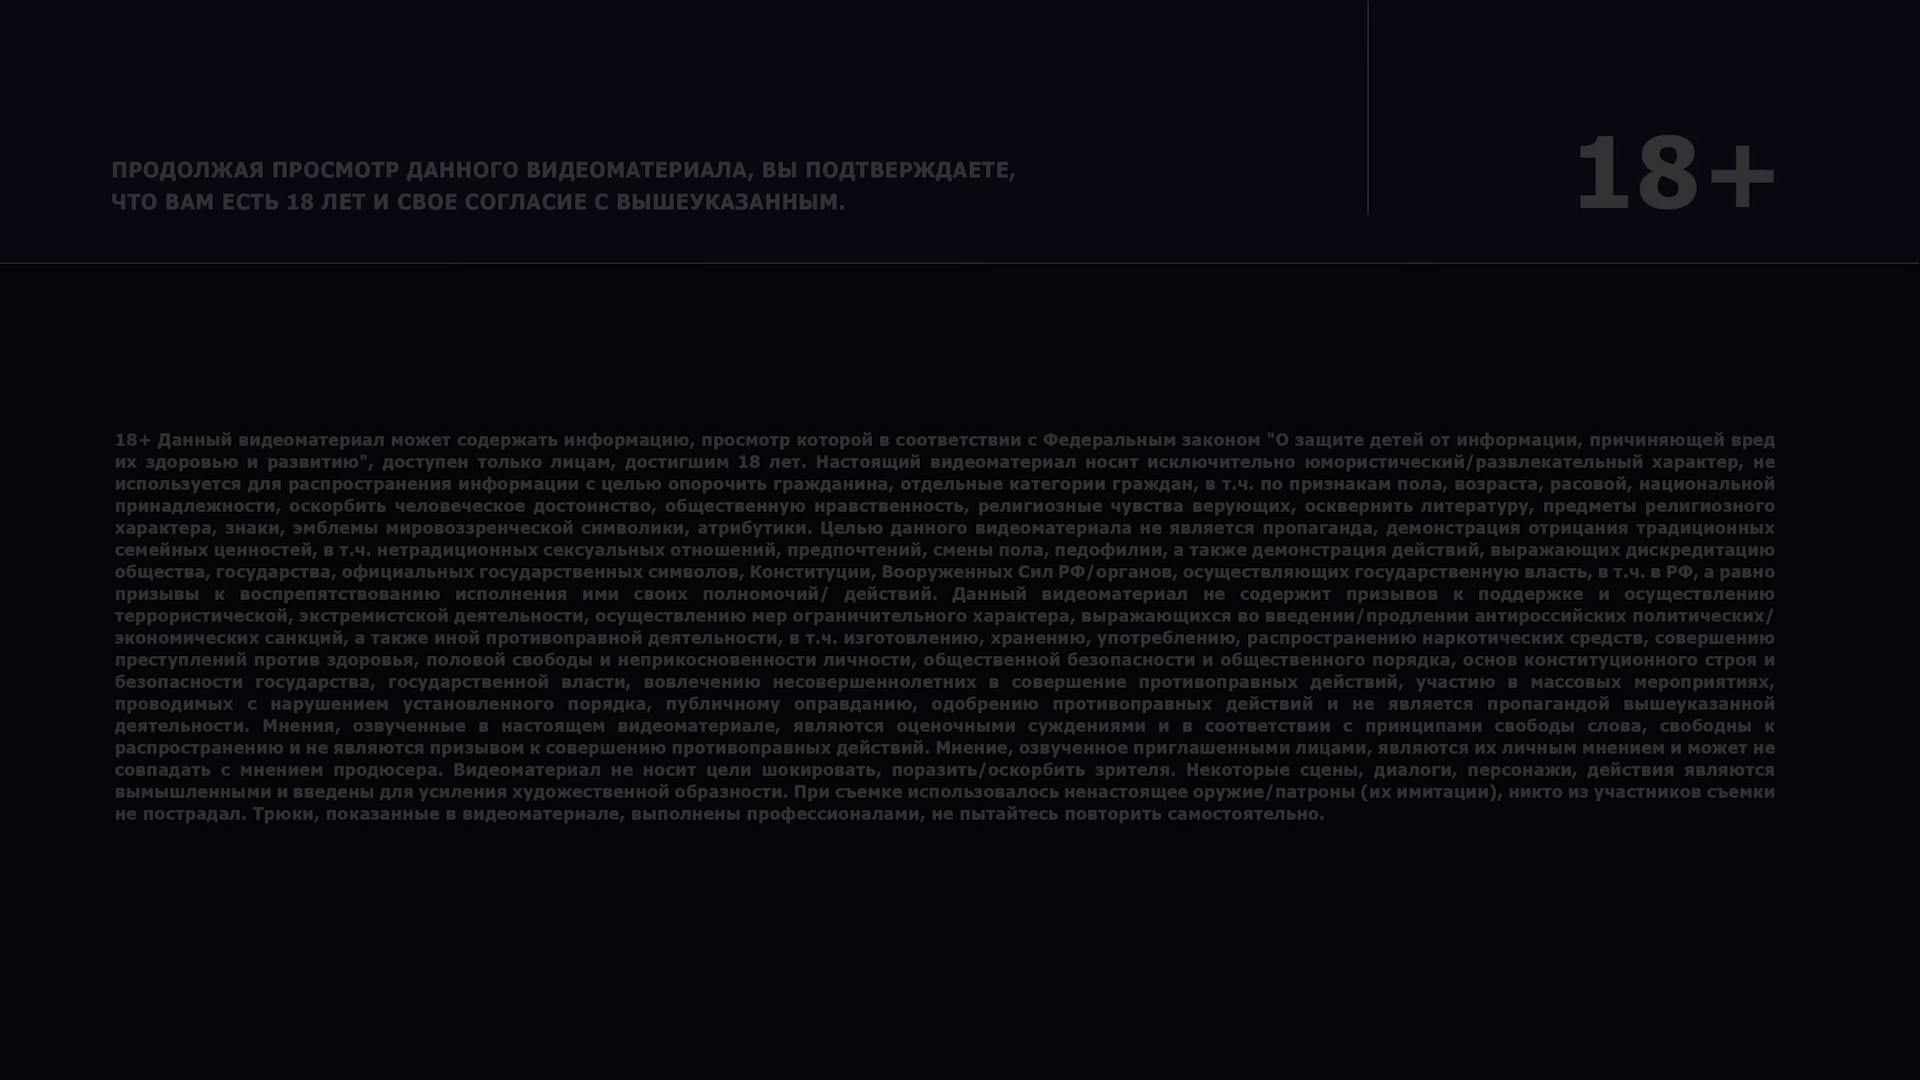 ПРОДОЛЖАЯ ПРОСМОТР ДАННОГО ВИДЕОМАТЕРИАЛА, ВЫ ПОДТВЕРЖДАЕТЕ,
ЧТО ВАМ ЕСТЬ 18 ЛЕТ И СВОЕ СОГЛАСИЕ С ВЫШЕУКАЗАННЫМ.
18+
18+ Данный видеоматериал может содержать информацию, просмотр которой в соответствии с Федеральным законом "О защите детей от информации, причиняющей вред
их здоровью и развитию", доступен только лицам, достигшим 18 лет. Настоящий видеоматериал носит исключительно юмористический/развлекательный характер, не
используется для распространения информации с целью опорочить гражданина, отдельные категории граждан, в т.ч. по признакам пола, возраста, расовой, национальной
принадлежности, оскорбить человеческое достоинство, общественную нравственность, религиозные чувства верующих, осквернить литературу, предметы религиозного
характера, знаки, эмблемы мировоззренческой символики, атрибутики. Целью данного видеоматериала не является пропаганда, демонстрация отрицания традиционных
семейных ценностей, в т.ч. нетрадиционных сексуальных отношений, предпочтений, смены пола, педофилии, а также демонстрация действий, выражающих дискредитацию
общества, государства, официальных государственных символов, Конституции, Вооруженных Сил РФ/органов, осуществляющих государственную власть, в т.ч. в РФ, а равно
призывы к воспрепятствованию исполнения ими своих полномочий/ действий. Данный видеоматериал не содержит призывов к поддержке и осуществлению
террористической, экстремистской деятельности, осуществлению мер ограничительного характера, выражающихся во введении/продлении антироссийских политических/
экономических санкций, а также иной противоправной деятельности, в т.ч. изготовлению, хранению, употреблению, распространению наркотических средств, совершению
преступлений против здоровья, половой свободы и неприкосновенности личности, общественной безопасности и общественного порядка, основ конституционного строя и
безопасности государства, государственной власти, вовлечению несовершеннолетних в совершение противоправных действий, участию в массовых мероприятиях,
проводимых с нарушением установленного порядка, публичному оправданию, одобрению противоправных действий и не является пропагандой вышеуказанной
деятельности. Мнения, озвученные в настоящем видеоматериале, являются оценочными суждениями и в соответствии с принципами свободы слова, свободны к
распространению и не являются призывом к совершению противоправных действий. Мнение, озвученное приглашенными лицами, являются их личным мнением и может не
совпадать с мнением продюсера. Видеоматериал не носит цели шокировать, поразить/оскорбить зрителя. Некоторые сцены, диалоги, персонажи, действия являются
вымышленными и введены для усиления художественной образности. При съемке использовалось ненастоящее оружие/патроны (их имитации), никто из участников съемки
не пострадал. Трюки, показанные в видеоматериале, выполнены профессионалами, не пытайтесь повторить самостоятельно.